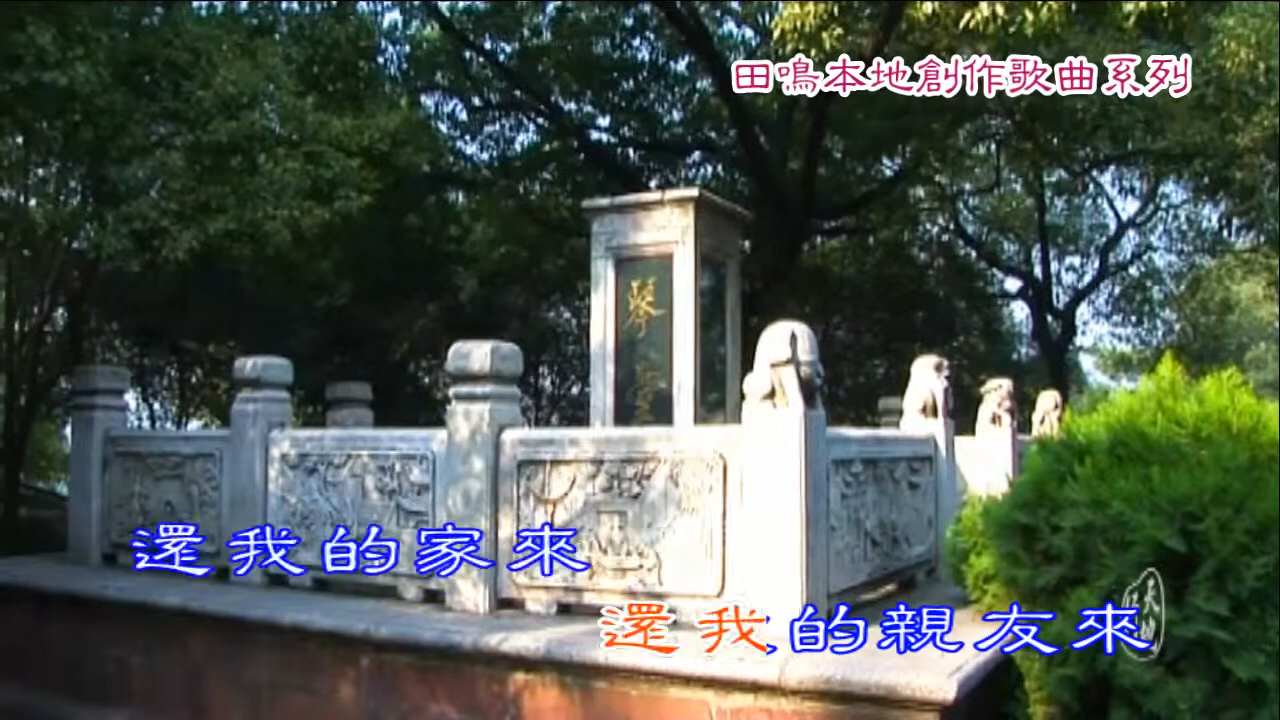 田鳴本地創作歌曲系列
琴
還我的家來
還我的親友來